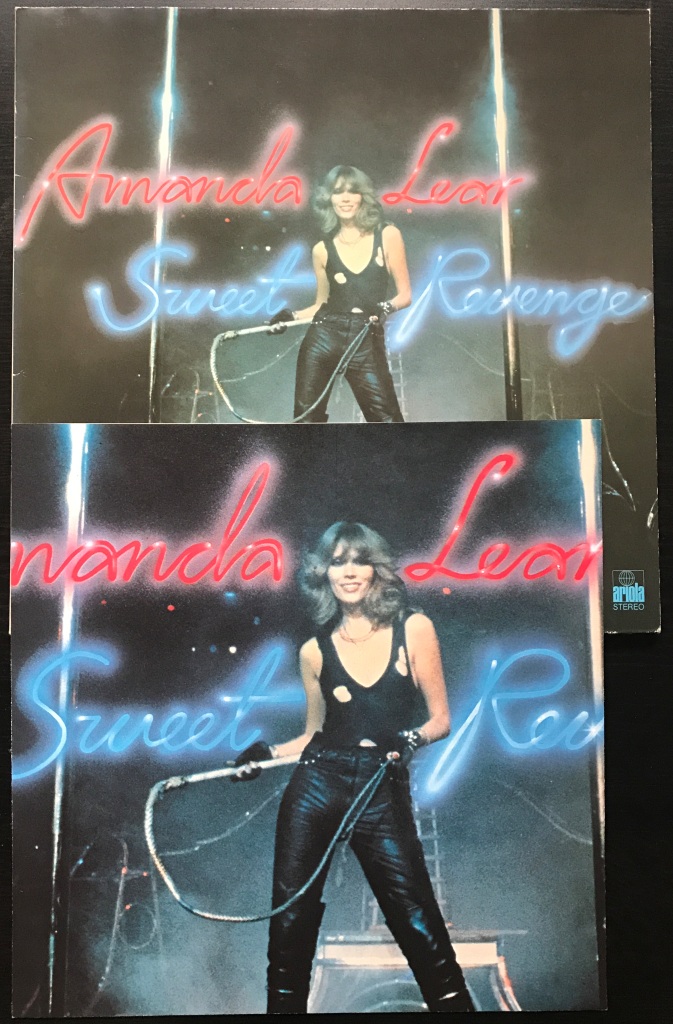 Amanda Lear
Sweet Revenge
ariola
STEREO
manda Lear
Sweet Rev